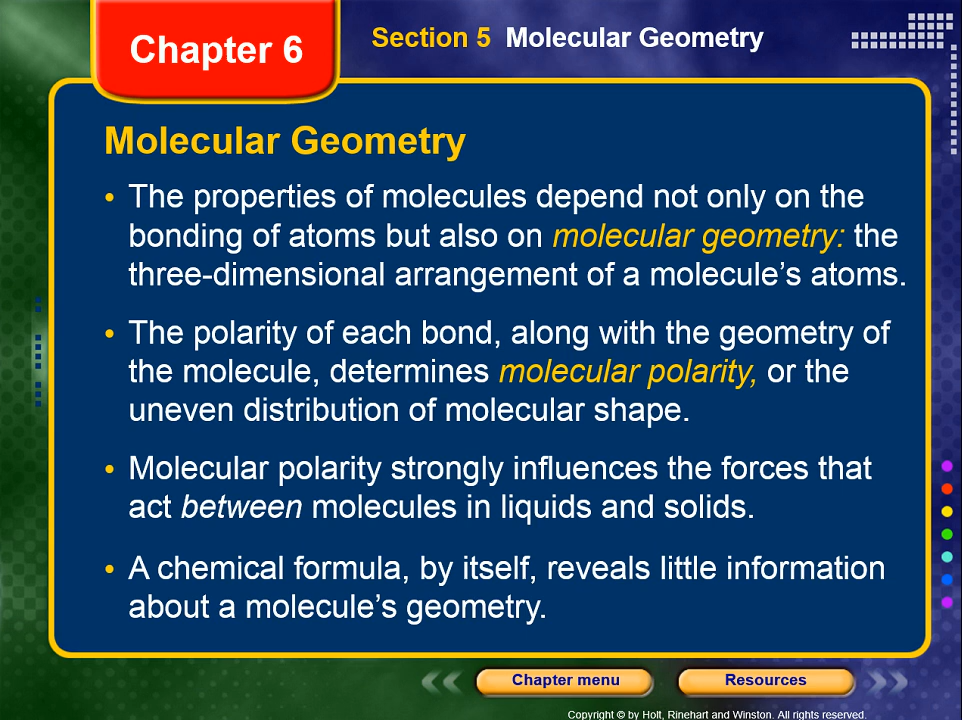 Chapter 6
Section 5 Molecular Geometry
Molecular Geometry
• The properties of molecules depend not only on the
bonding of atoms but also on molecular geometry: the
three-dimensional arrangement of a molecule’s atoms.
• The polarity of each bond, along with the geometry of
the molecule, determines molecular polarity, or the
uneven distribution of molecular shape.
• Molecular polarity strongly influences the forces that
act between molecules in liquids and solids.
• A chemical formula, by itself, reveals little information
about a molecule’s geometry.
Chapter menu
Resources
Copyright © by Holt, Rinehart and Winston. All rights reserved.